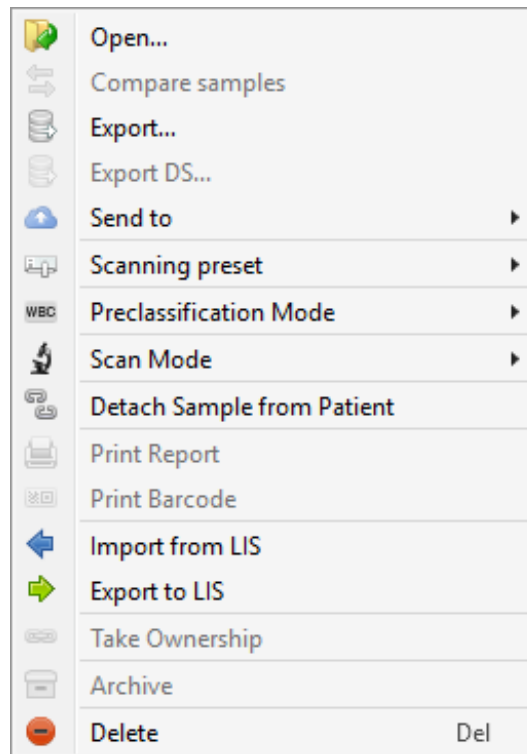 Open...
Compare samples
Export...
Export DS...
Send to
Scanning preset
WBC Preclassification Mode
Scan Mode
Detach Sample from Patient
Print Report
Print Barcode
Import from LIS
Export to LIS
Take Ownership
Archive
Delete Del